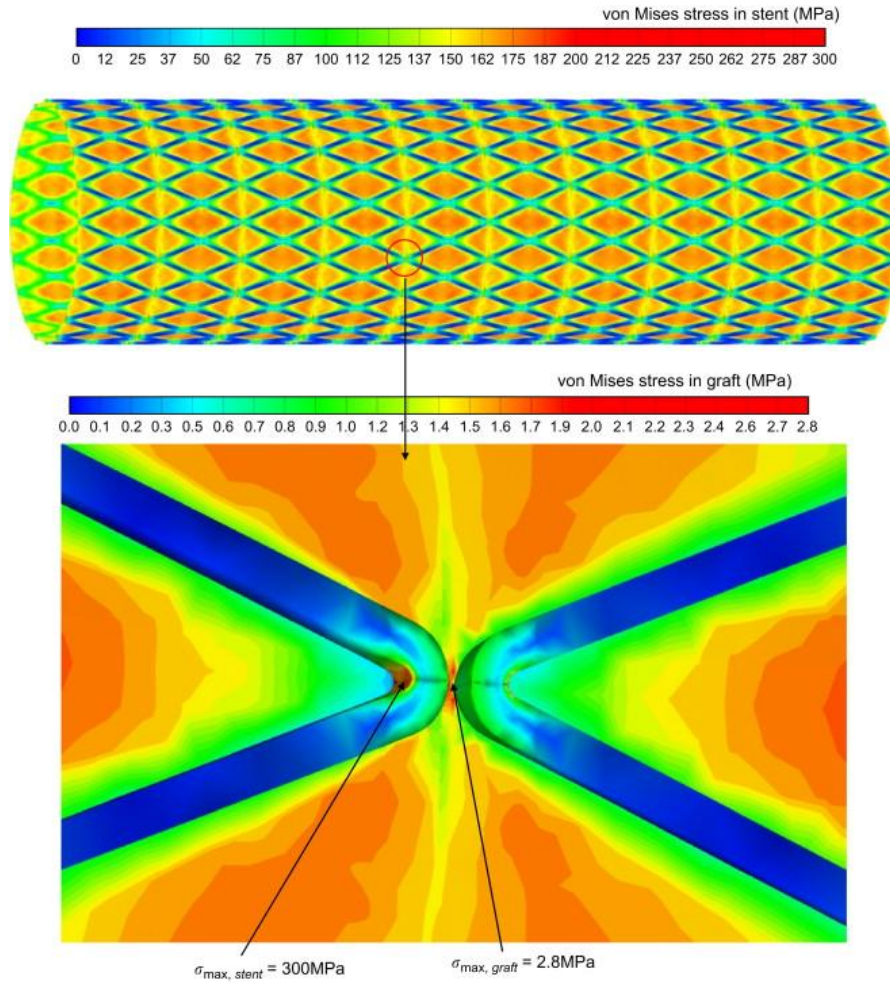 von Mises stress in stent (MPa)
0 12 37 50 62 75 87 100 112 125 137 150 162 175 187 200 212 225 237 250 262 275 287 300
von Mises stress in graft (MPa)
0.0 0.1 0.2 0.3 0.5 0.6 0.7 0.8 0.9 1.0 1.2 1.3 1.4 1.5 1.6 1.7 1.9 2.0 2.1 2.2 2.3 2.4 2.6 2.7 2.8
σmax, stent = 300MPa
σmax, graft = 2.8MPa